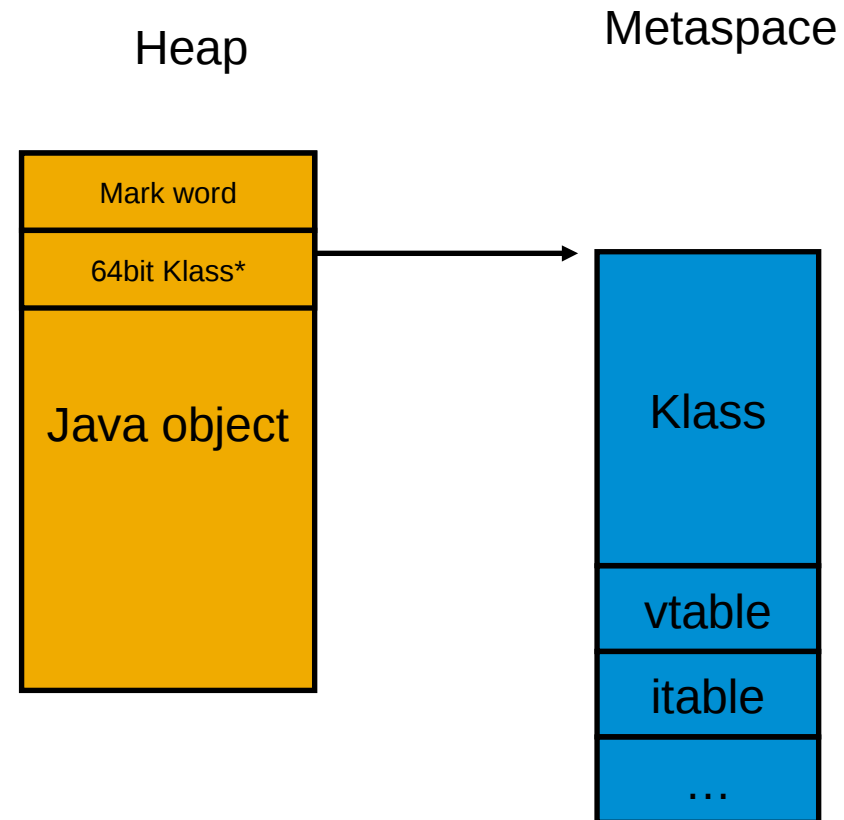 Heap
Metaspace
Mark word
64bit Klass*
Java object
Klass
vtable
itable
…